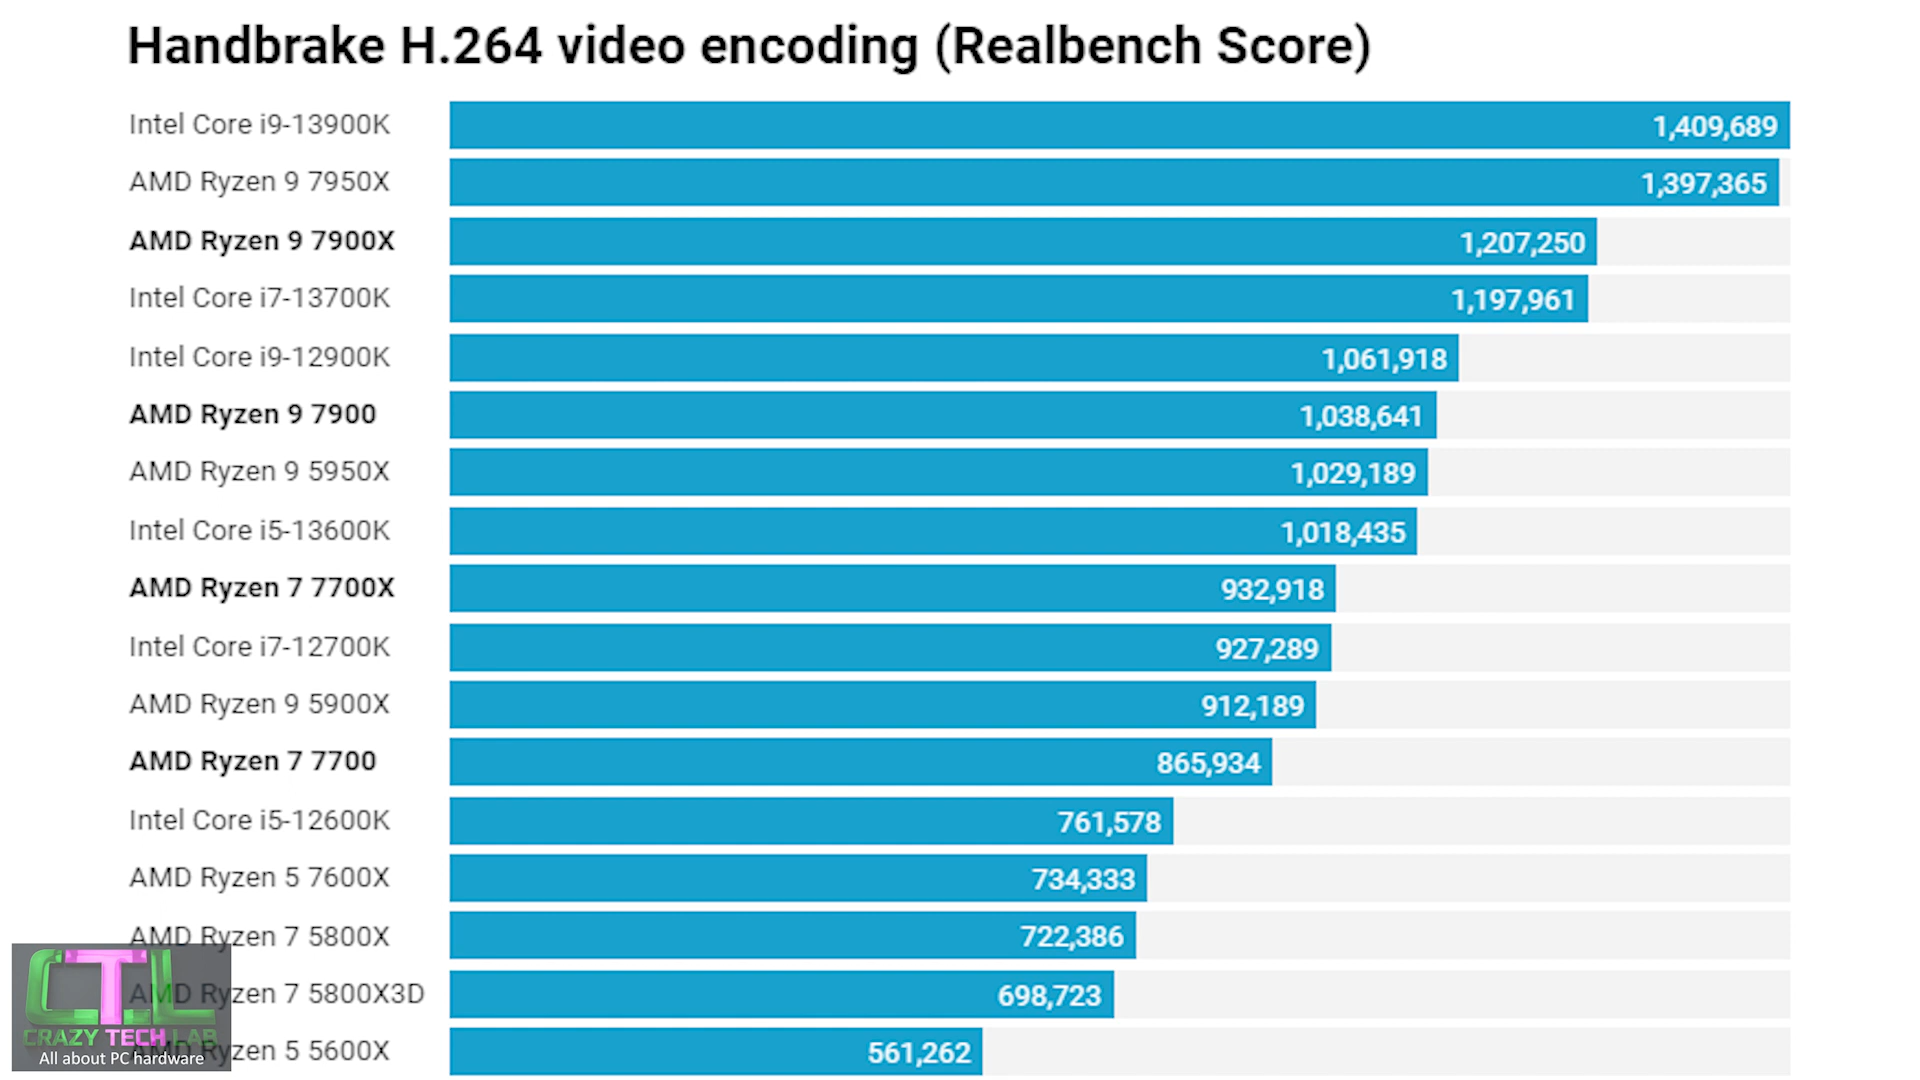 Handbrake H.264 video encoding (Realbench Score)
Intel Core i9-13900K 1,409,689
AMD Ryzen 9 7950X 1,397,365
AMD Ryzen 9 7900X 1,207,250
Intel Core i7-13700K 1,197,961
Intel Core i9-12900K 1,061,918
AMD Ryzen 9 7900 1,038,641
AMD Ryzen 9 5950X 1,029,189
Intel Core i5-13600K 1,018,435
AMD Ryzen 7 7700X 932,918
Intel Core i7-12700K 927,289
AMD Ryzen 9 5900X 912,189
AMD Ryzen 7 7700 865,934
Intel Core i5-12600K 761,578
AMD Ryzen 5 7600X 734,333
AMD Ryzen 7 5800X 722,386
AMD Ryzen 7 5800X3D 698,723
AMD Ryzen 5 5600X 561,262
CTL
CRAZY TECH LAB
All about PC hardware